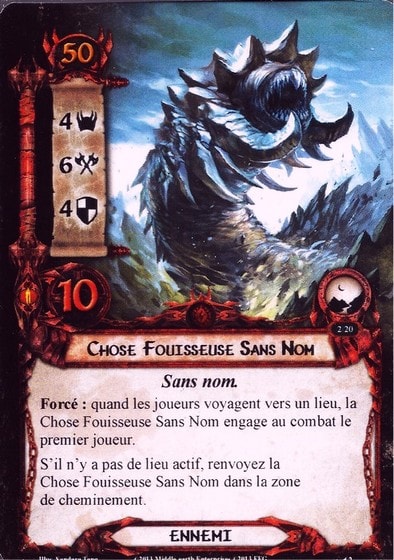 50
4
6
4
10
2.20
Chose Fouisseuse Sans Nom
Sans nom.
Forcé : quand les joueurs voyagent vers un lieu, la
Chose Fouisseuse Sans Nom engage au combat le
premier joueur.
S'il n'y a pas de lieu actif, renvoyez la
Chose Fouisseuse Sans Nom dans la zone
de cheminement.
ENNEMI